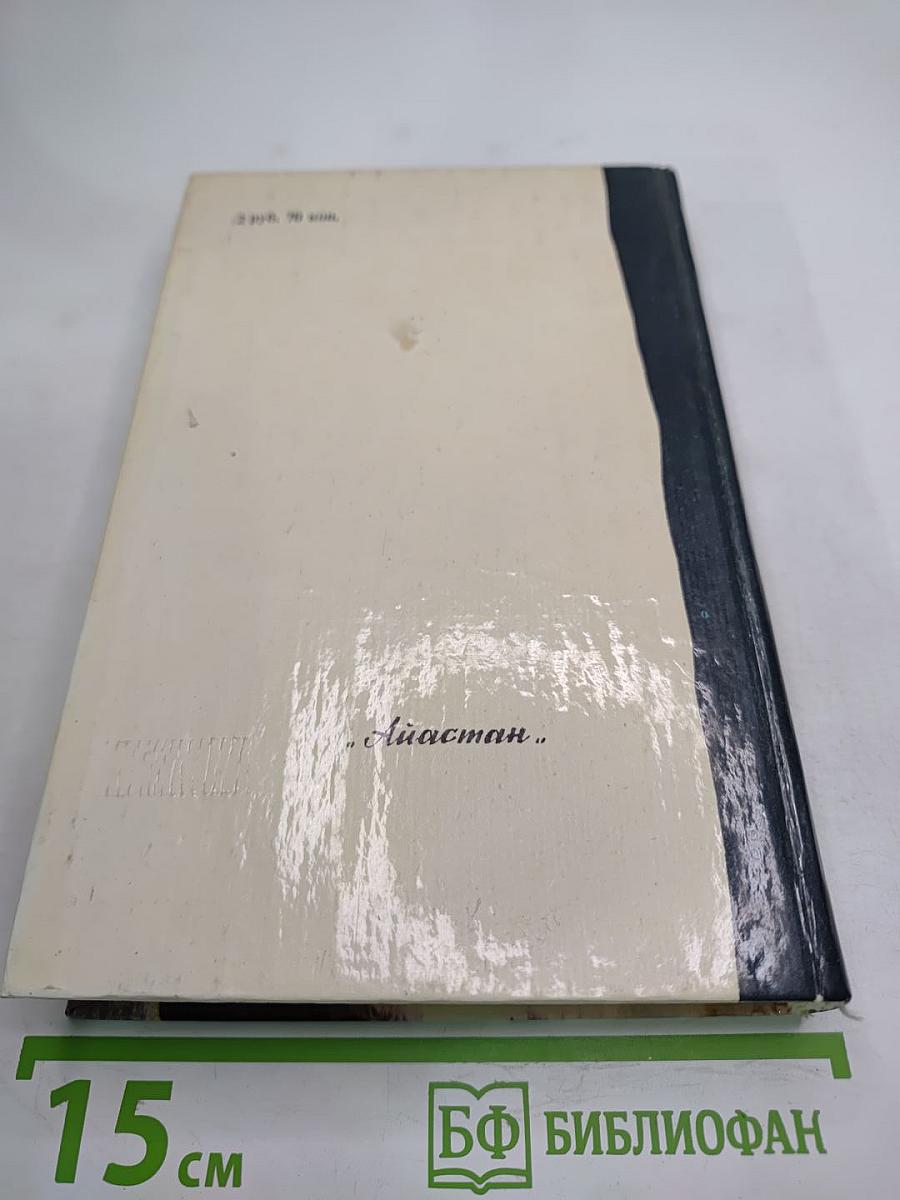 2 руб. 70 коп.
„Айастан„
15 см
БФ БИБЛИОФАН